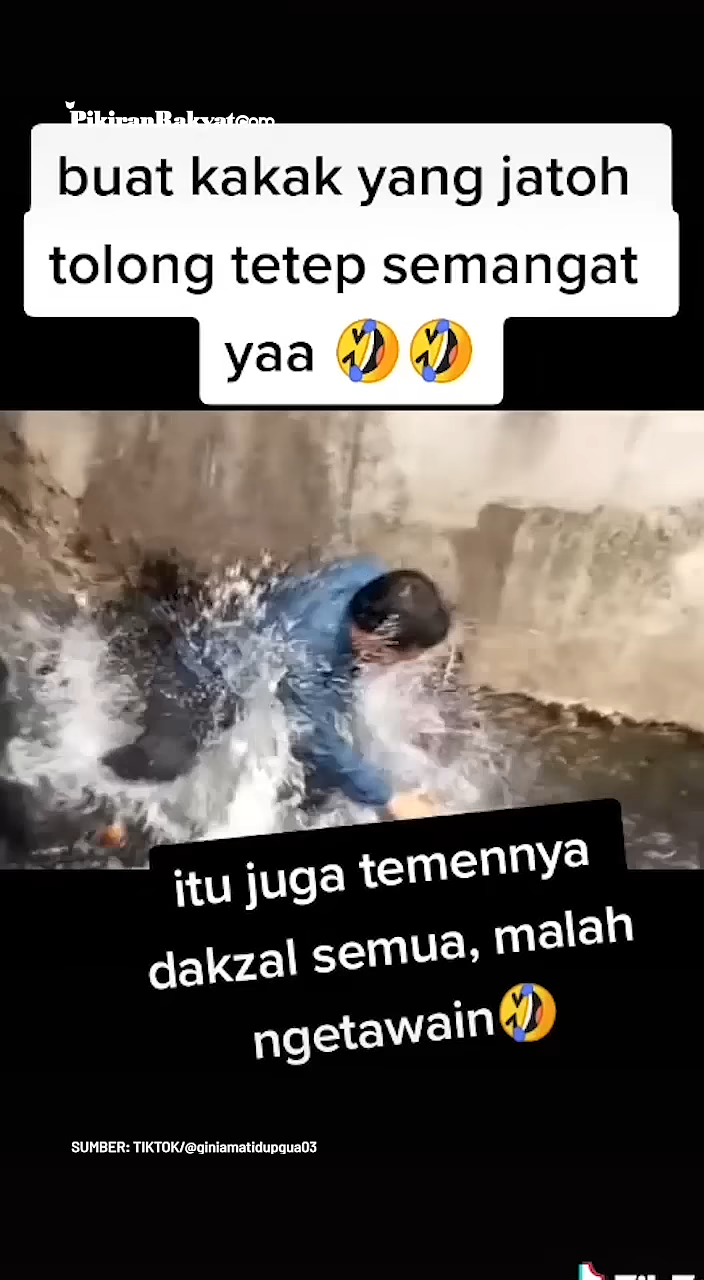 PikiranRakyat.com
buat kakak yang jatoh
tolong tetep semangat
yaa 🤣🤣
itu juga temennya
dakzal semua, malah
ngetawain🤣
SUMBER: TIKTOK/@giniamatidupgua03